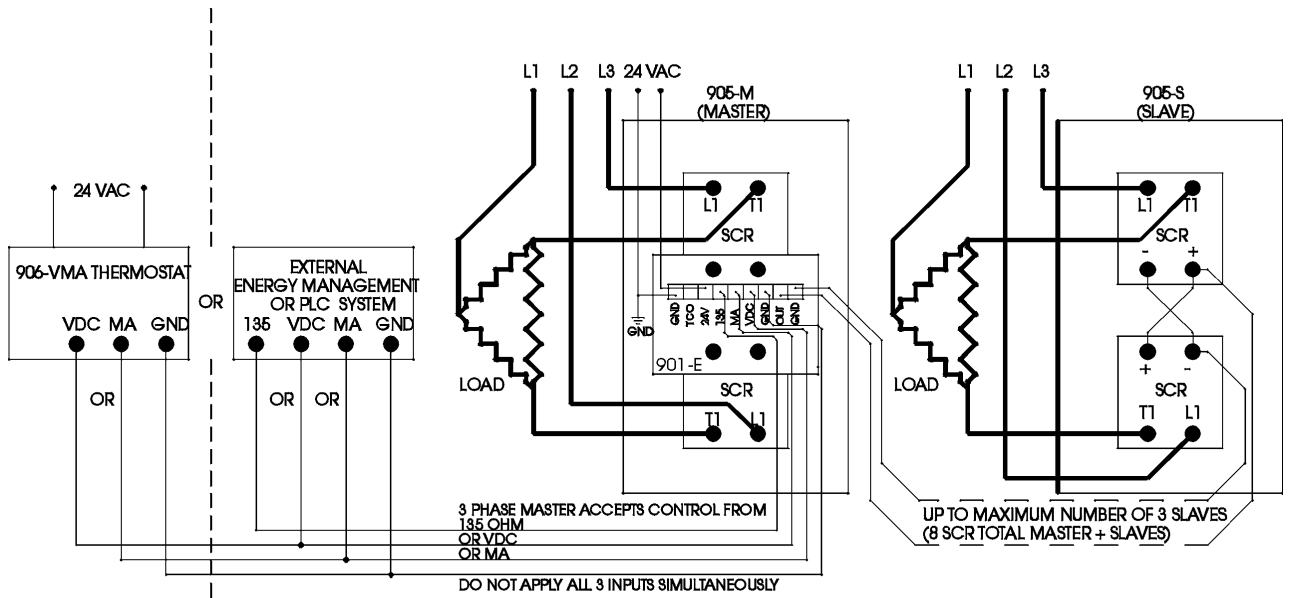 L1 L2 L3 24 VAC
905-M
(MASTER)
L1 L2 L3
905-S
(SLAVE)
24 VAC
906-VMA THERMOSTAT
VDC MA GND
OR
OR
EXTERNAL
ENERGY MANAGEMENT
OR PLC SYSTEM
135 VDC MA GND
OR OR
LOAD
L1 T1
SCR
GND
GND
TCO
24V
135
MA
VDC
GND
OUT
GND
901-E
SCR
T1 L1
LOAD
L1 T1
SCR
- +
+ -
SCR
T1 L1
3 PHASE MASTER ACCEPTS CONTROL FROM
135 OHM
OR VDC
OR MA
DO NOT APPLY ALL 3 INPUTS SIMULTANEOUSLY
UP TO MAXIMUM NUMBER OF 3 SLAVES
(8 SCR TOTAL MASTER + SLAVES)